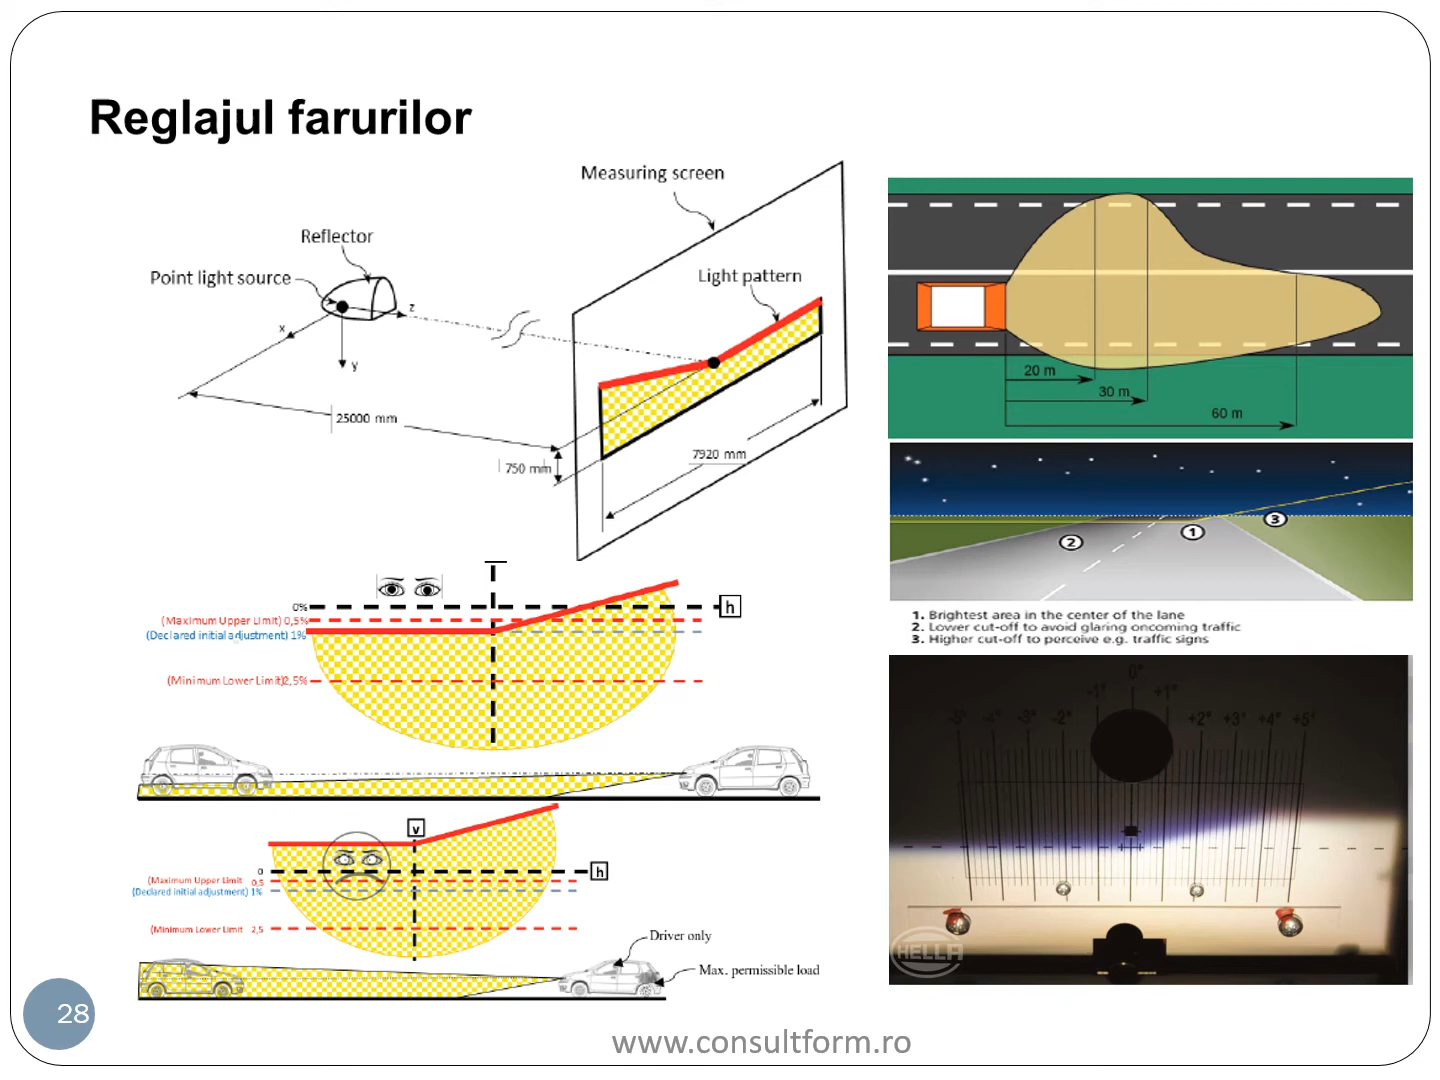 Reglajul farurilor
Measuring screen
Reflector
Point light source
Light pattern
z
x
y
25000 mm
750 mm
7920 mm
0%
h
(Maximum Upper Limit) 0,5%
(Declared initial adjustment) 1%
(Minimum Lower Limit)2,5%
v
0
h
(Maximum Upper Limit 0,5
(Declared initial adjustment) 1%
(Minimum Lower Limit 2,5
Driver only
Max. permissible load
20 m
30 m
60 m
1
2
3
1. Brightest area in the center of the lane
2. Lower cut-off to avoid glaring oncoming traffic
3. Higher cut-off to perceive e.g. traffic signs
0°
-1° +1°
-5° -4° -3° -2° +2° +3° +4° +5°
HELLA
28
www.consultform.ro